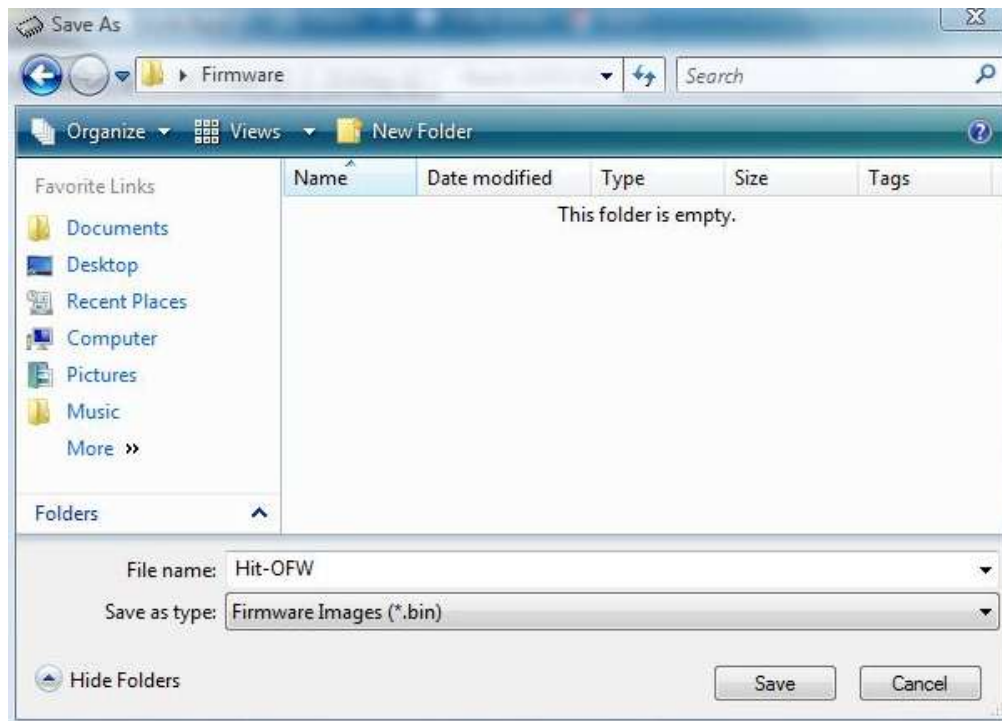 Save As
Firmware
Search
Organize Views New Folder
Favorite Links
Documents
Desktop
Recent Places
Computer
Pictures
Music
More »
Folders
Name Date modified Type Size Tags
This folder is empty.
File name: Hit-OFW
Save as type: Firmware Images (*.bin)
Hide Folders
Save Cancel